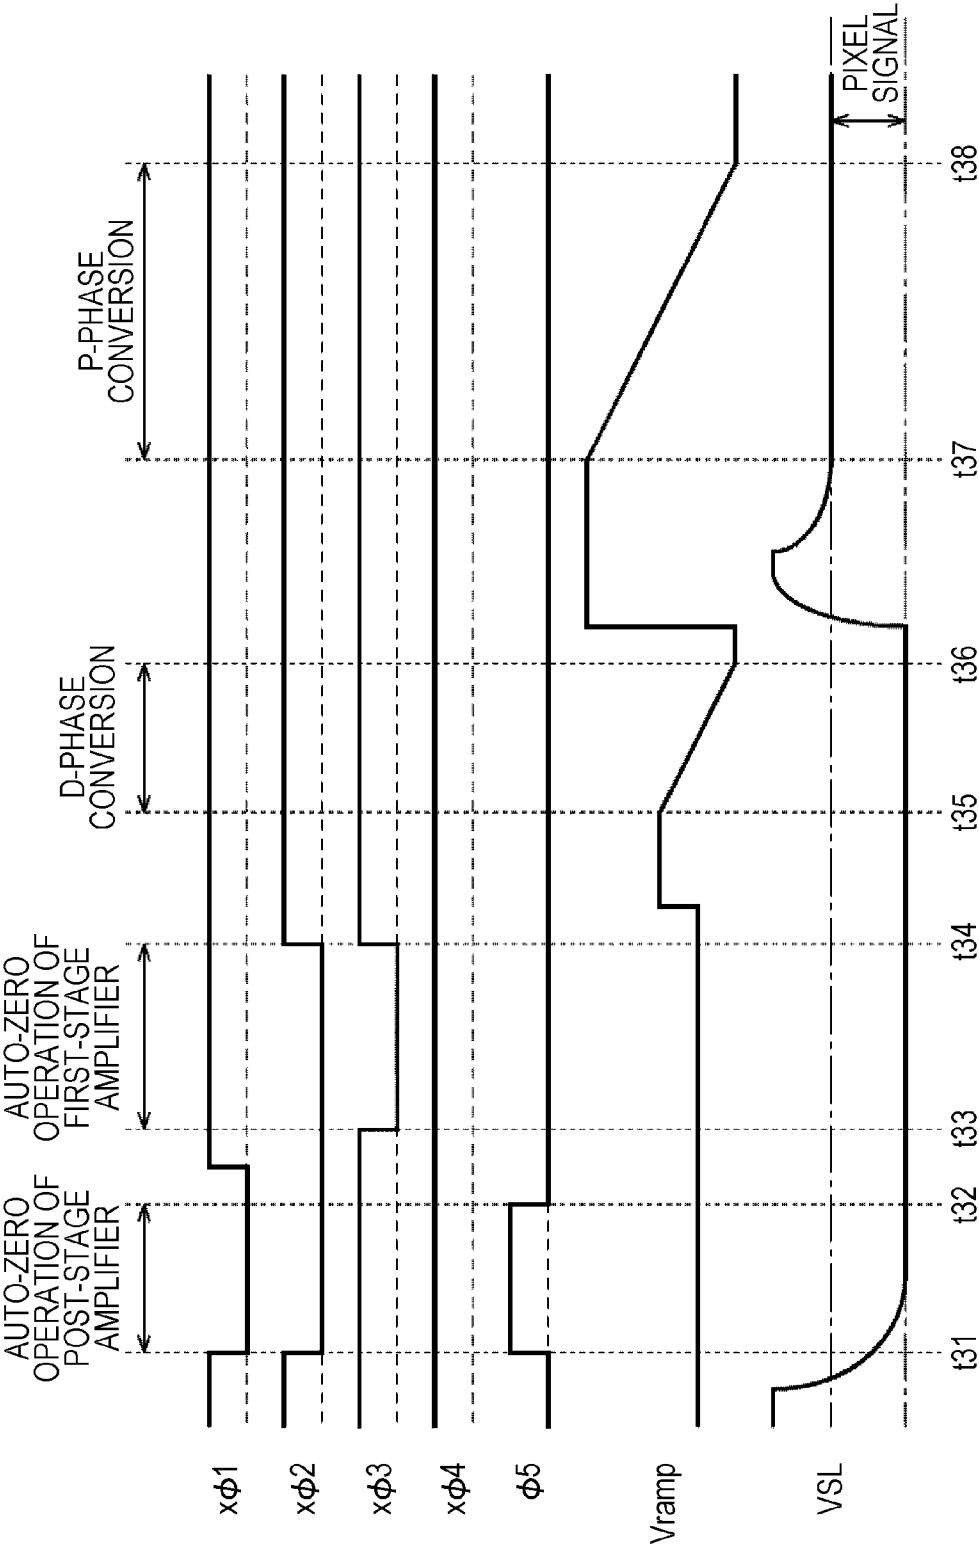 AUTO-ZERO
OPERATION OF
POST-STAGE
AMPLIFIER
AUTO-ZERO
OPERATION OF
FIRST-STAGE
AMPLIFIER
D-PHASE
CONVERSION
P-PHASE
CONVERSION
xϕ1
xϕ2
xϕ3
xϕ4
ϕ5
Vramp
VSL
PIXEL
SIGNAL
t31
t32
t33
t34
t35
t36
t37
t38